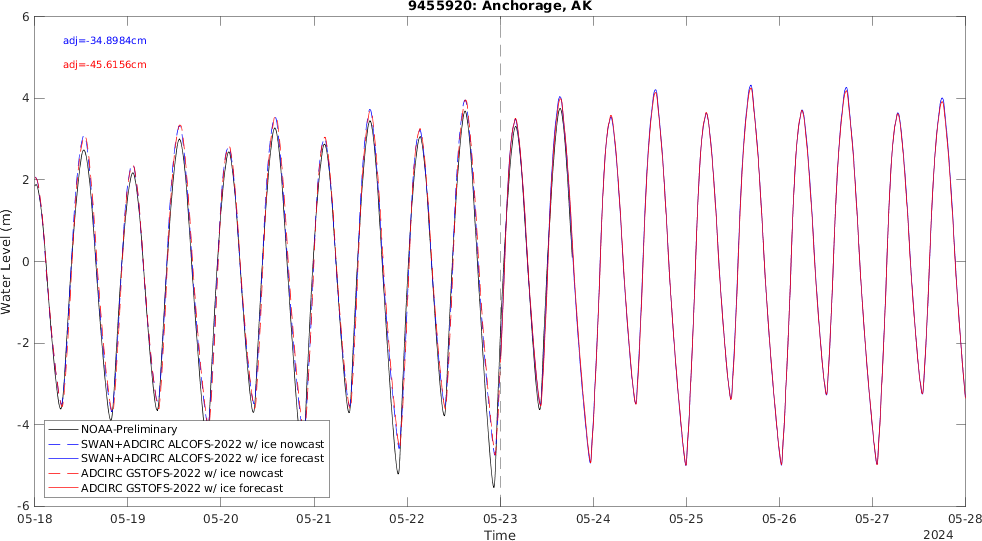 9455920: Anchorage, AK
6
adj=-34.8984cm
adj=-45.6156cm
4
2
0
-2
-4
-6
Water Level (m)
NOAA-Preliminary
SWAN+ADCIRC ALCOFS-2022 w/ ice nowcast
SWAN+ADCIRC ALCOFS-2022 w/ ice forecast
ADCIRC GSTOFS-2022 w/ ice nowcast
ADCIRC GSTOFS-2022 w/ ice forecast
05-18 05-19 05-20 05-21 05-22 05-23 05-24 05-25 05-26 05-27 05-28
Time
2024